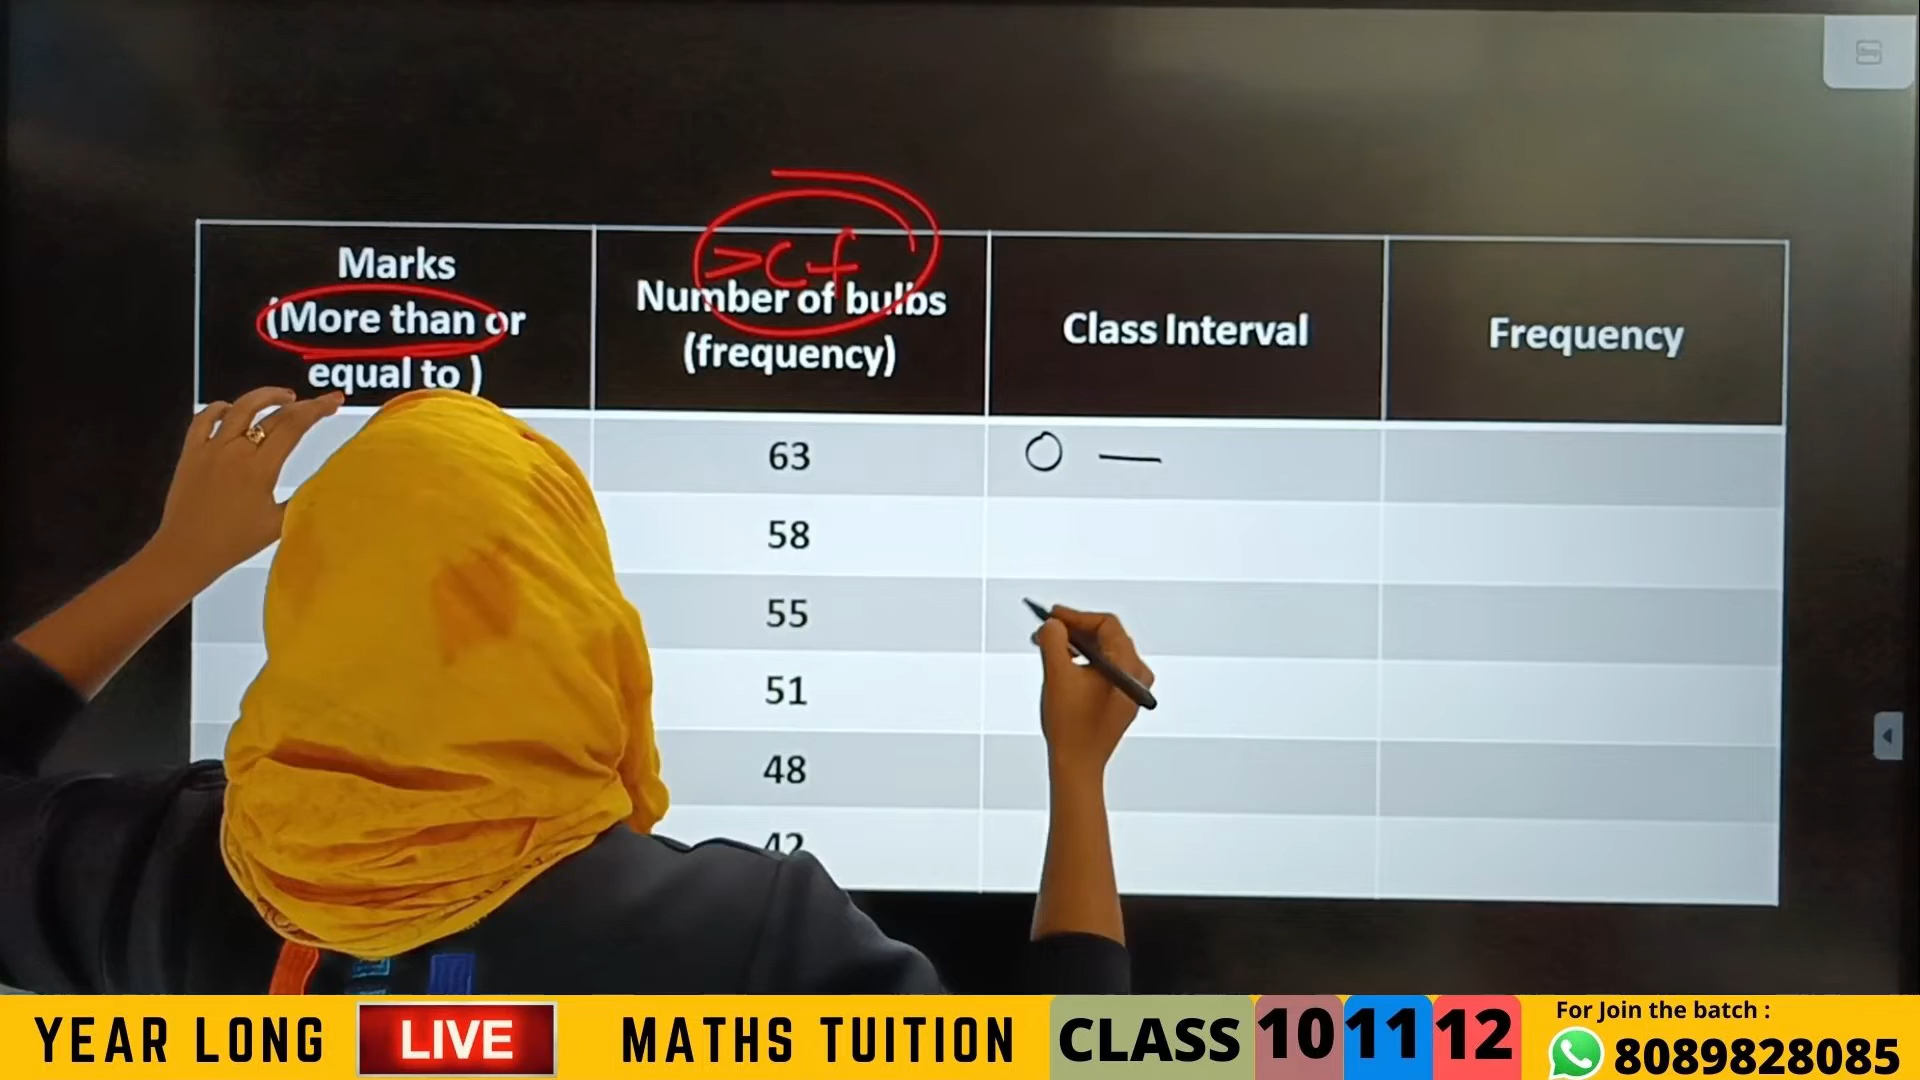 >cf
Marks
(More than or
equal to )
Number of bulbs
(frequency)
Class Interval
Frequency
63
0 —
58
55
51
48
42
YEAR LONG LIVE MATHS TUITION CLASS 10 11 12
For Join the batch :
8089828085